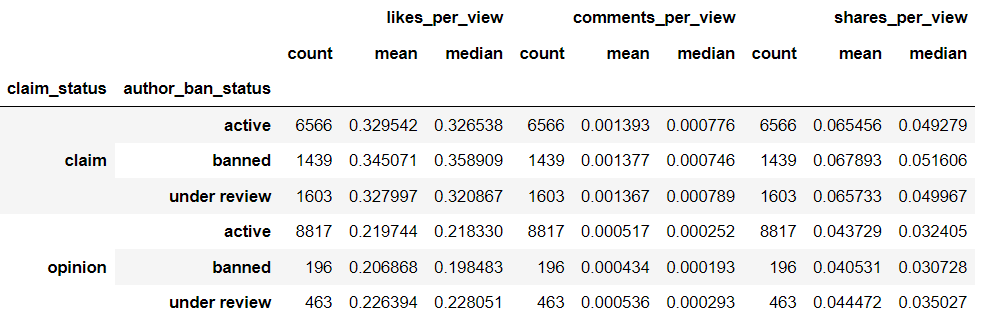 likes_per_view comments_per_view shares_per_view
count mean median count mean median count mean median
claim_status author_ban_status
active 6566 0.329542 0.326538 6566 0.001393 0.000776 6566 0.065456 0.049279
claim banned 1439 0.345071 0.358909 1439 0.001377 0.000746 1439 0.067893 0.051606
under review 1603 0.327997 0.320867 1603 0.001367 0.000789 1603 0.065733 0.049967
active 8817 0.219744 0.218330 8817 0.000517 0.000252 8817 0.043729 0.032405
opinion banned 196 0.206868 0.198483 196 0.000434 0.000193 196 0.040531 0.030728
under review 463 0.226394 0.228051 463 0.000536 0.000293 463 0.044472 0.035027